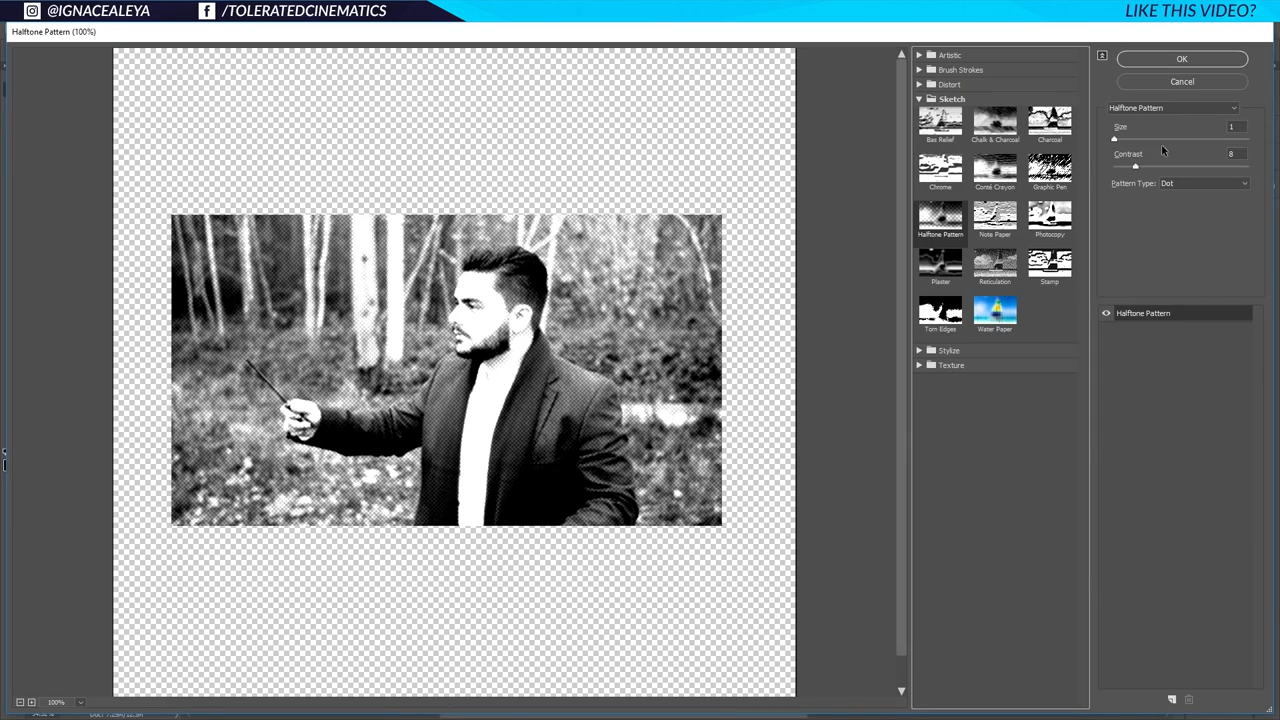 @IGNACEALEYA
/TOLERATEDCINEMATICS
LIKE THIS VIDEO?
Halftone Pattern (100%)
Artistic
Brush Strokes
Distort
Sketch
Bas Relief
Chalk & Charcoal
Charcoal
Chrome
Conté Crayon
Graphic Pen
Halftone Pattern
Note Paper
Photocopy
Plaster
Reticulation
Stamp
Torn Edges
Water Paper
Stylize
Texture
OK
Cancel
Halftone Pattern
Size 1
Contrast 8
Pattern Type: Dot
Halftone Pattern
100%